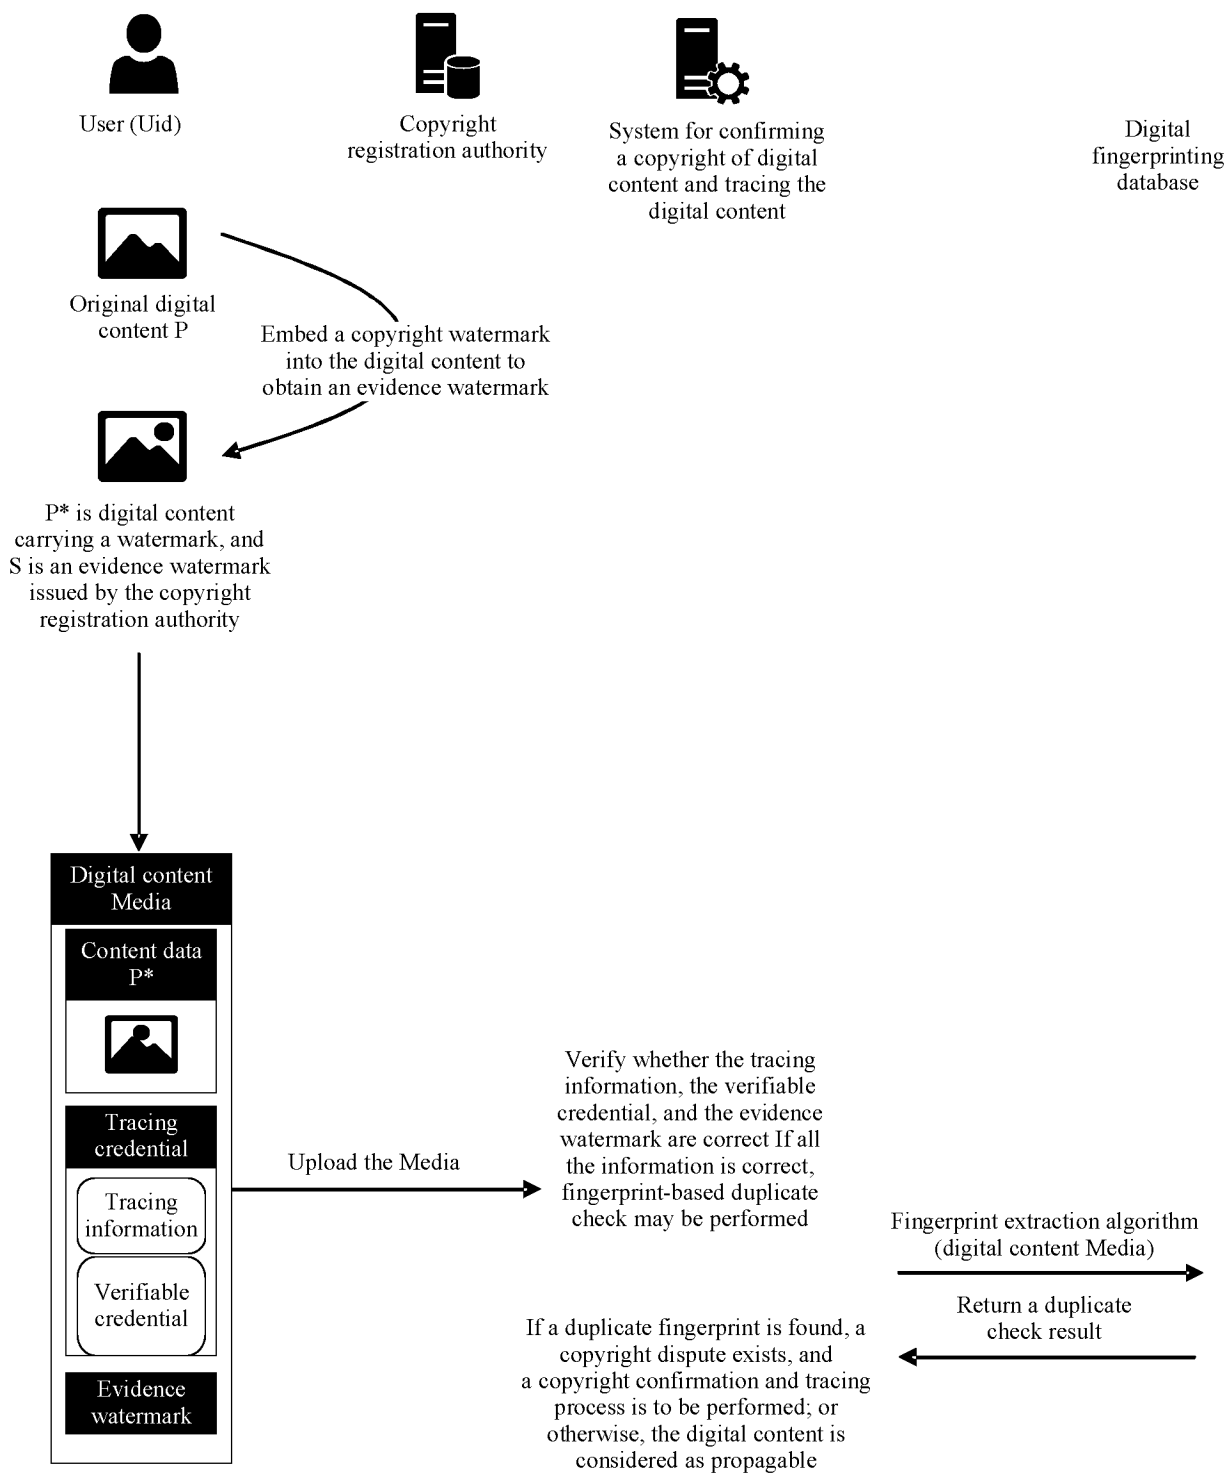 User (Uid)
Copyright
registration authority
System for confirming
a copyright of digital
content and tracing the
digital content
Digital
fingerprinting
database
Original digital
content P
Embed a copyright watermark
into the digital content to
obtain an evidence watermark
P* is digital content
carrying a watermark, and
S is an evidence watermark
issued by the copyright
registration authority
Digital content
Media
Content data
P*
Tracing
credential
Tracing
information
Verifiable
credential
Evidence
watermark
Upload the Media
Verify whether the tracing
information, the verifiable
credential, and the evidence
watermark are correct If all
the information is correct,
fingerprint-based duplicate
check may be performed
Fingerprint extraction algorithm
(digital content Media)
Return a duplicate
check result
If a duplicate fingerprint is found, a
copyright dispute exists, and
a copyright confirmation and tracing
process is to be performed; or
otherwise, the digital content is
considered as propagable